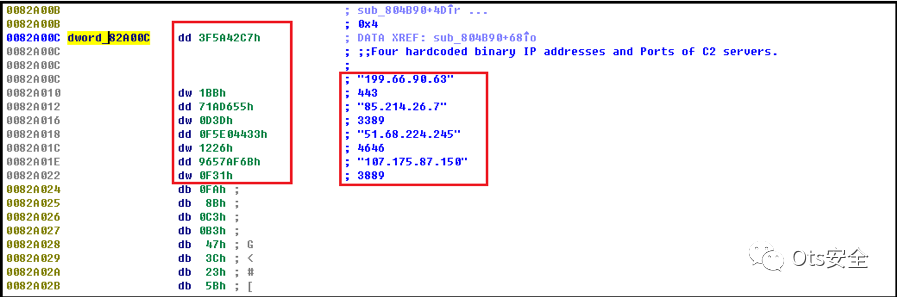 0082A00B ; sub_804B90+4DÎr ...
0082A00B ; 0x4
0082A00C dword_82A00C dd 3F5A42C7h ; DATA XREF: sub_804B90+68Îo
0082A00C ; ;;Four hardcoded binary IP addresses and Ports of C2 servers.
0082A00C ;
0082A00C ; "199.66.90.63"
0082A010 dw 1BBh ; 443
0082A012 dd 71AD655h ; "85.214.26.7"
0082A016 dw 0D3Dh ; 3389
0082A018 dd 0F5E04433h ; "51.68.224.245"
0082A01C dw 1226h ; 4646
0082A01E dd 9657AF6Bh ; "107.175.87.150"
0082A022 dw 0F31h ; 3889
0082A024 db 0FAh ;
0082A025 db 8Bh ;
0082A026 db 0C3h ;
0082A027 db 0B3h ;
0082A028 db 47h ; G
0082A029 db 3Ch ; <
0082A02A db 23h ; #
0082A02B db 5Bh ; [
Ots安全